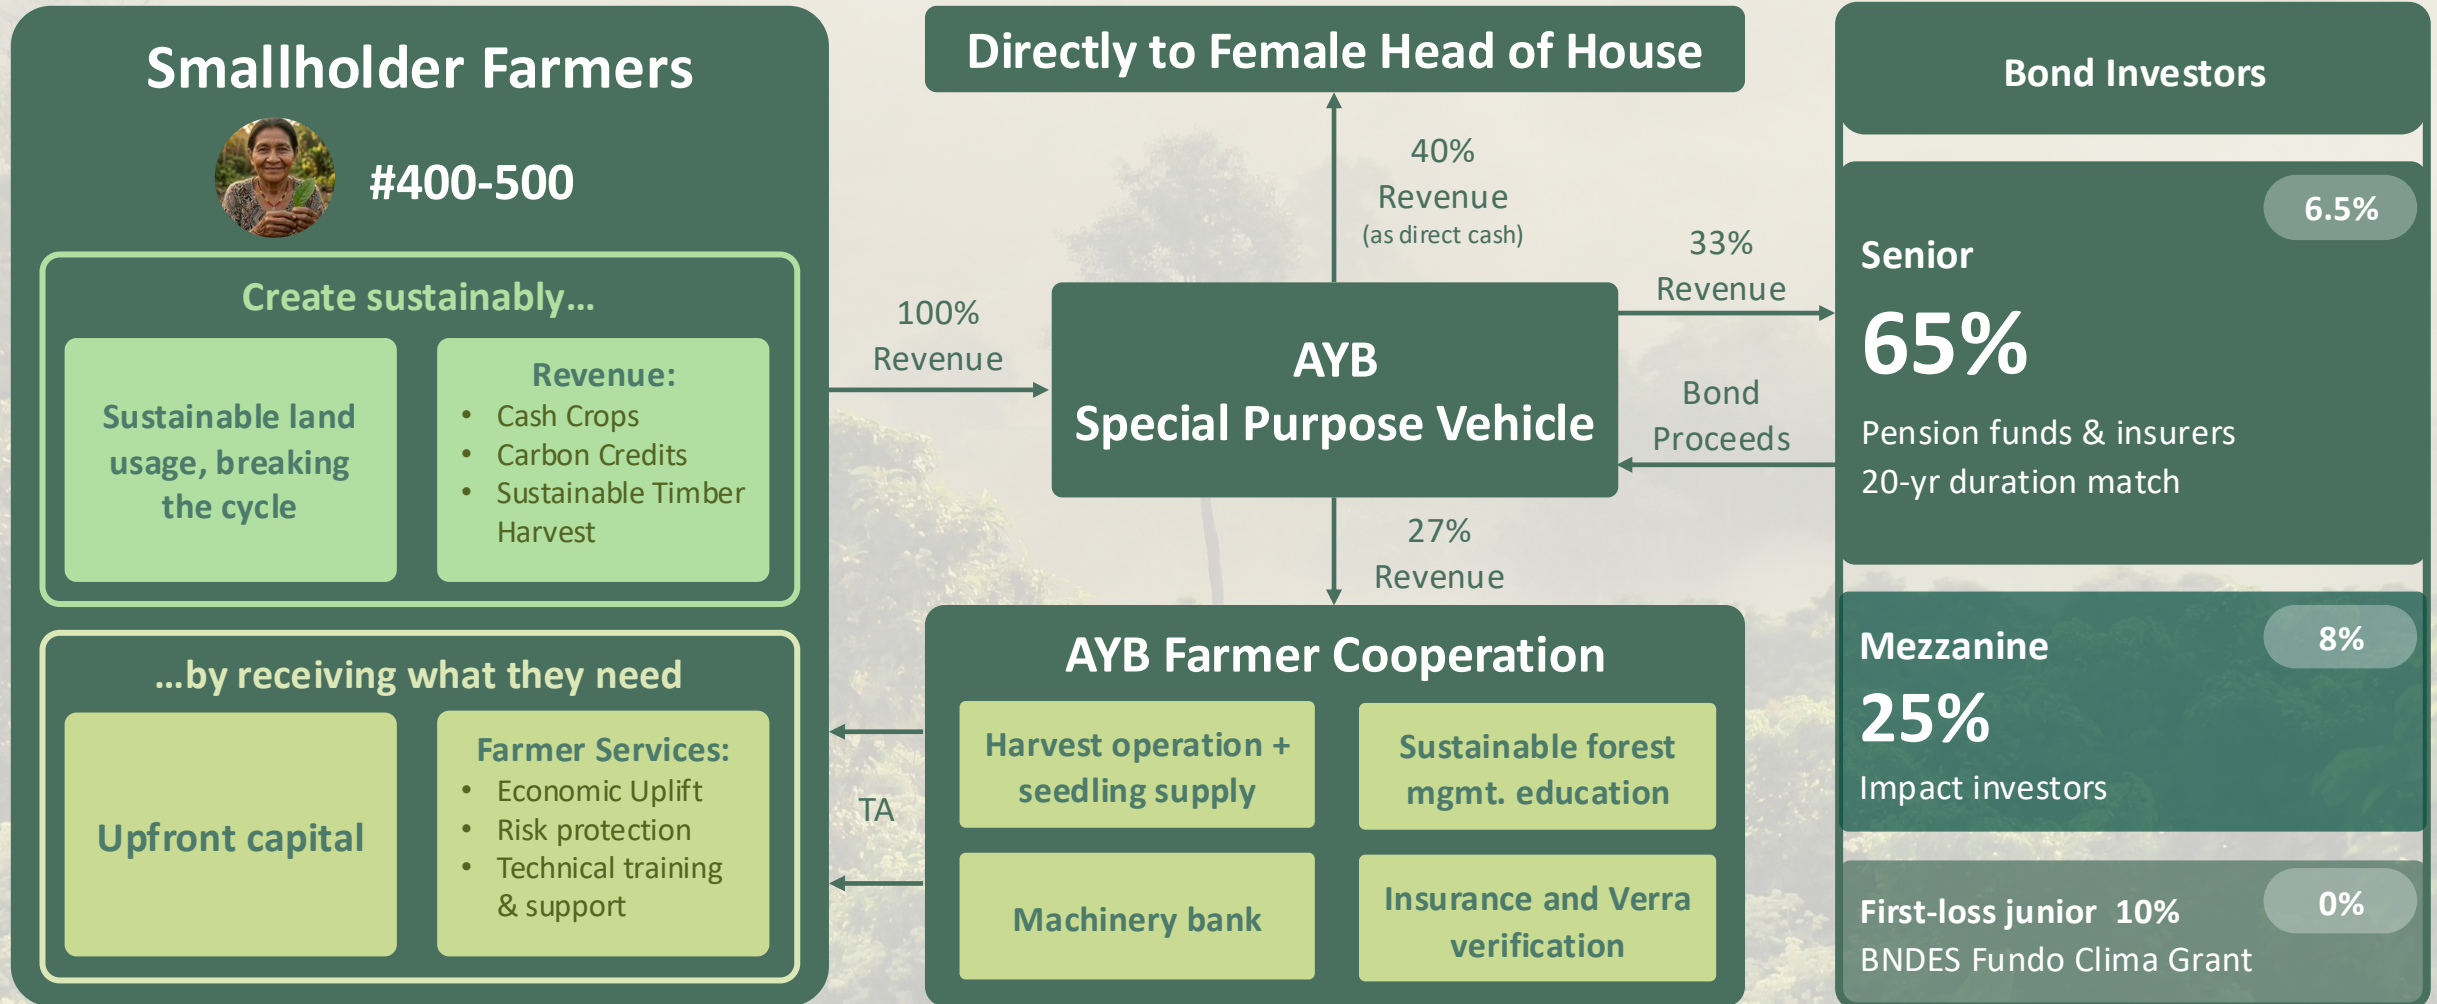 Smallholder Farmers
#400-500
Create sustainably...
Sustainable land
usage, breaking
the cycle
Revenue:
• Cash Crops
• Carbon Credits
• Sustainable Timber
Harvest
...by receiving what they need
Upfront capital
Farmer Services:
• Economic Uplift
• Risk protection
• Technical training
& support
100%
Revenue
TA
Directly to Female Head of House
40%
Revenue
(as direct cash)
AYB
Special Purpose Vehicle
33%
Revenue
Bond
Proceeds
27%
Revenue
AYB Farmer Cooperation
Harvest operation +
seedling supply
Sustainable forest
mgmt. education
Machinery bank
Insurance and Verra
verification
Bond Investors
6.5%
Senior
65%
Pension funds & insurers
20-yr duration match
8%
Mezzanine
25%
Impact investors
0%
First-loss junior 10%
BNDES Fundo Clima Grant